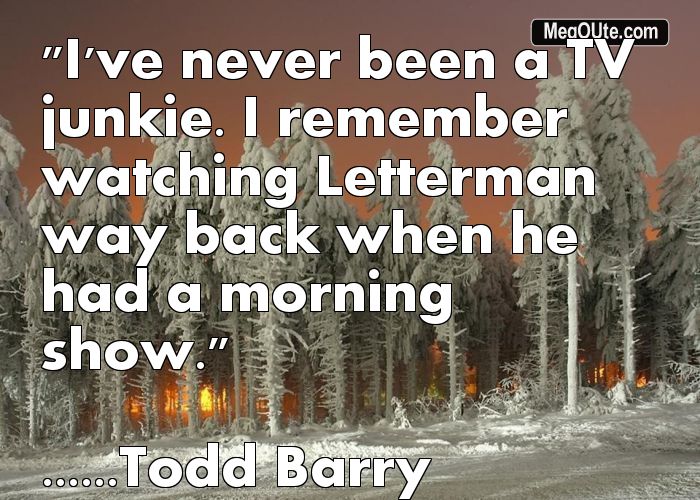 MegQUte.com
"I've never been a TV
junkie. I remember
watching Letterman
way back when he
had a morning
show."
......Todd Barry